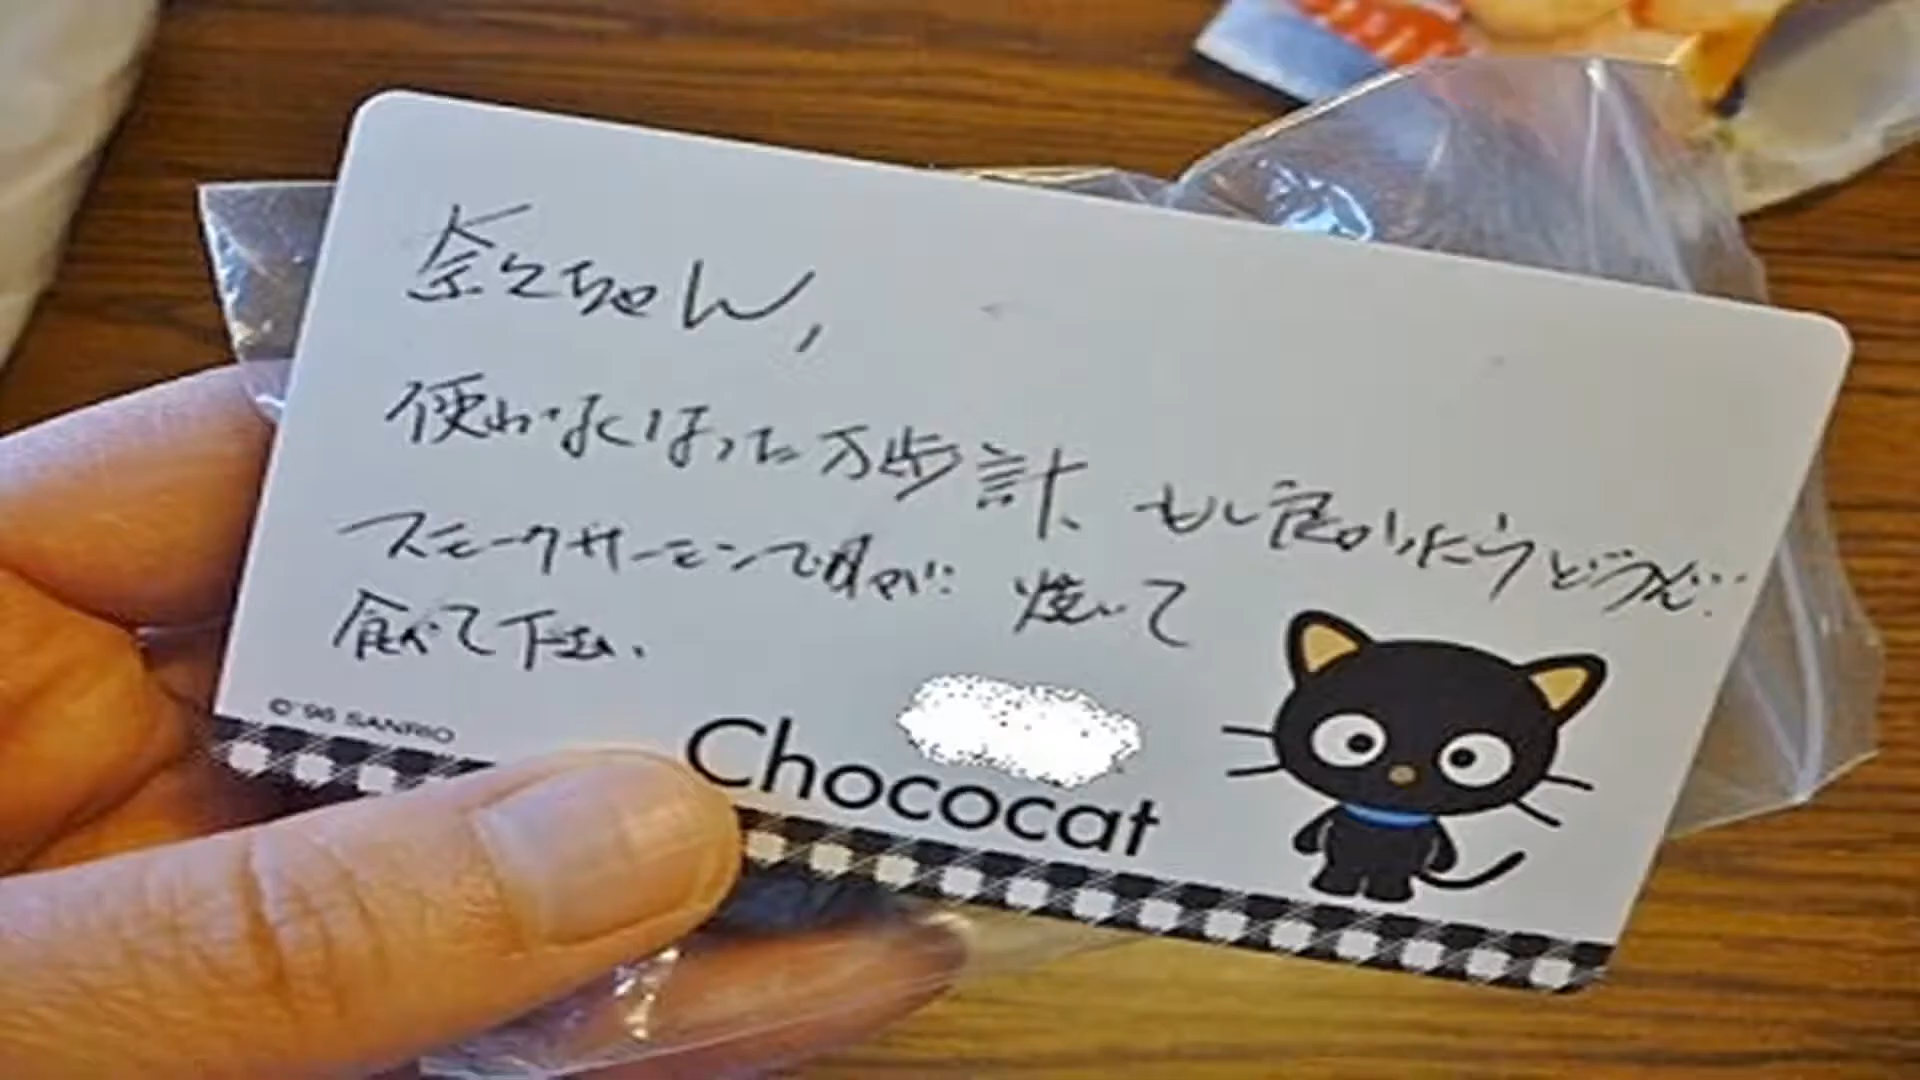 奈々ちゃん,
使わなくなった万歩計、もし良かったらどうぞ…
スモークサーモンですが… 焼いて
食べて下さい.
©'96 SANRIO
Chococat